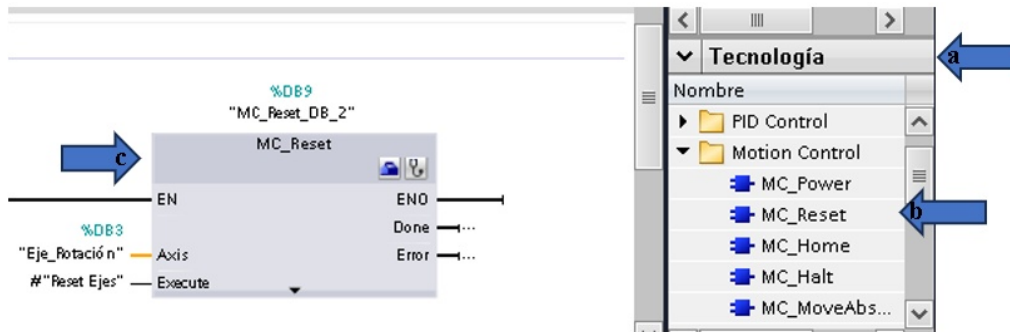 %DB9
"MC_Reset_DB_2"
MC_Reset
c
EN
ENO
Done
...
%DB3
"Eje_Rotación"
Axis
Error
...
#"Reset Ejes"
Execute
Tecnología
a
Nombre
PID Control
Motion Control
MC_Power
MC_Reset
b
MC_Home
MC_Halt
MC_MoveAbs...